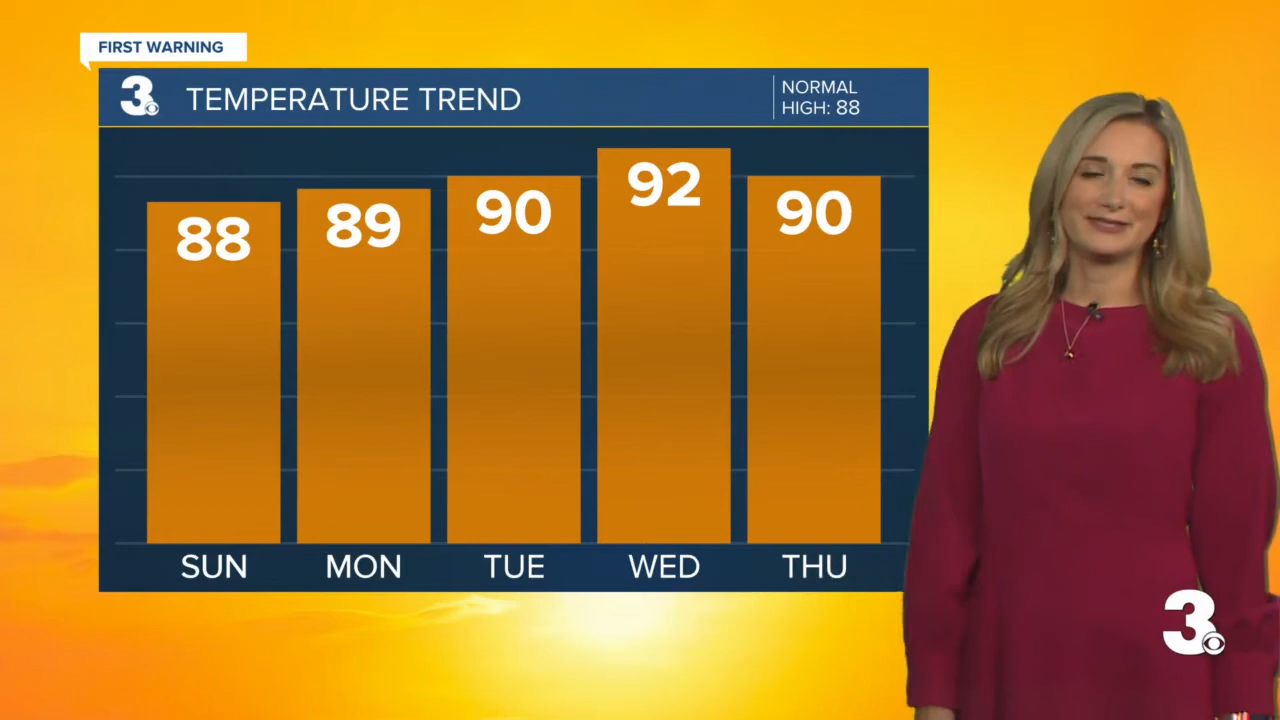 FIRST WARNING
3 TEMPERATURE TREND
NORMAL
HIGH: 88
88 89 90 92 90
SUN MON TUE WED THU
3